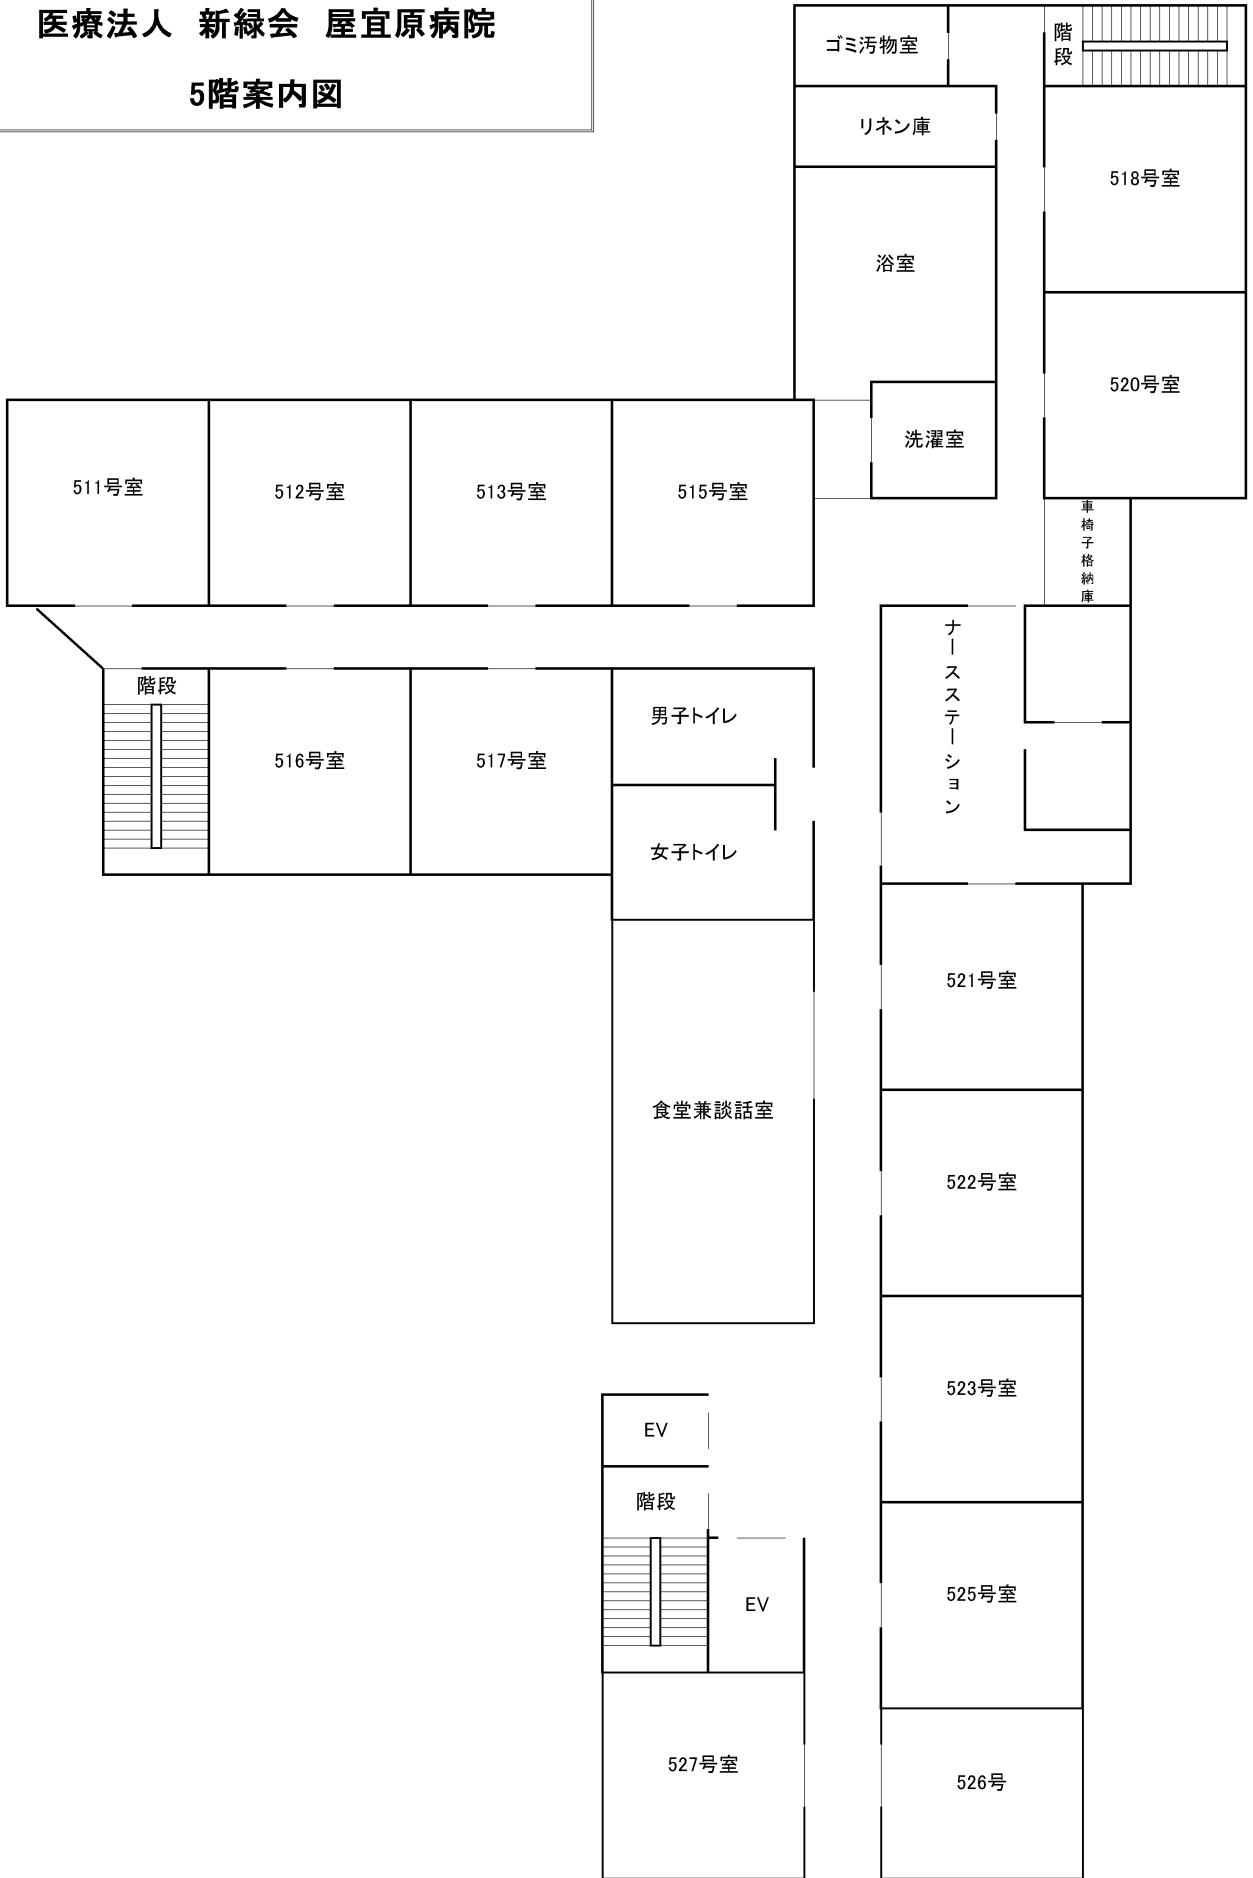 医療法人　新緑会　屋宜原病院
5階案内図
ゴミ汚物室
階段
リネン庫
518号室
浴室
520号室
洗濯室
511号室
512号室
513号室
515号室
車椅子格納庫
ナースステーション
階段
516号室
517号室
男子トイレ
女子トイレ
521号室
食堂兼談話室
522号室
523号室
EV
階段
525号室
EV
527号室
526号